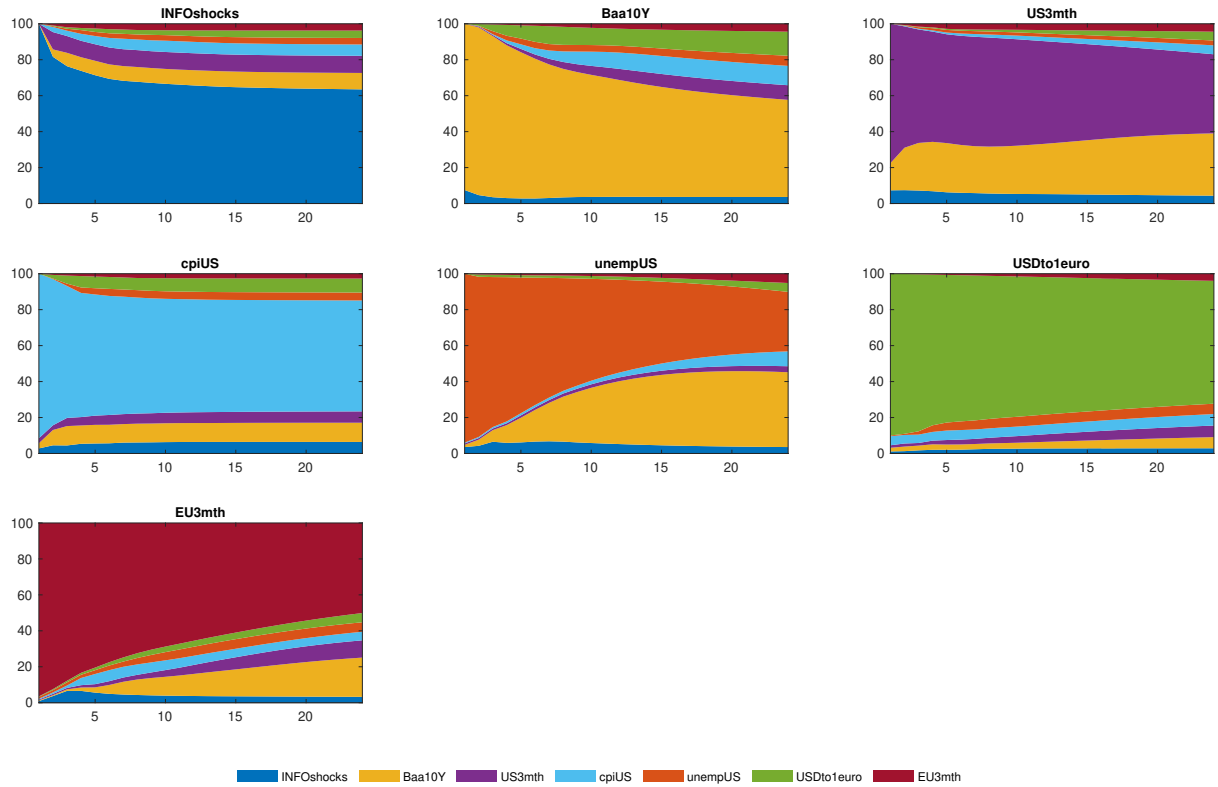 INFOshocks Baa10Y US3mth
100 100 100
80 80 80
60 60 60
40 40 40
20 20 20
0 0 0
5 10 15 20 5 10 15 20 5 10 15 20
cpiUS unempUS USDto1euro
100 100 100
80 80 80
60 60 60
40 40 40
20 20 20
0 0 0
5 10 15 20 5 10 15 20 5 10 15 20
EU3mth
100
80
60
40
20
0
5 10 15 20
INFOshocks Baa10Y US3mth cpiUS unempUS USDto1euro EU3mth